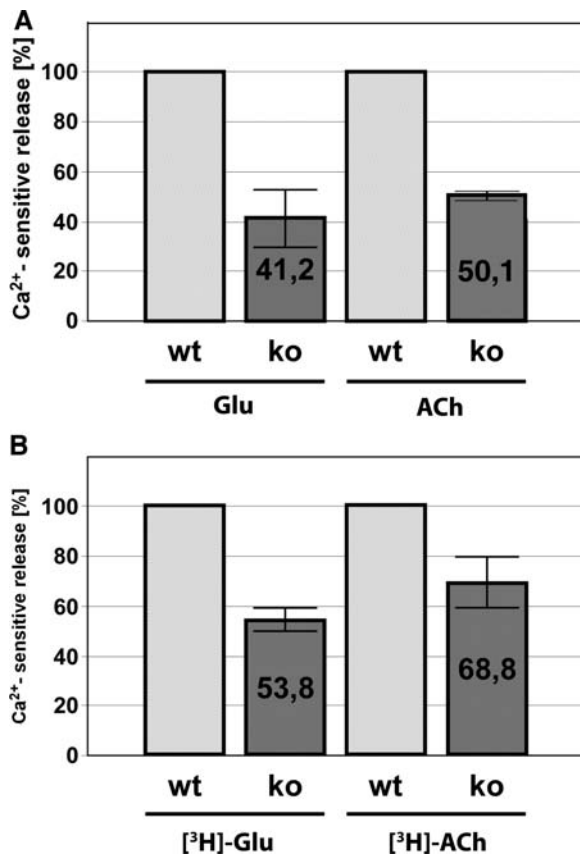 A
Ca²⁺- sensitive release [%]
100
80
60
40
20
0
41,2
50,1
wt
ko
wt
ko
Glu
ACh
B
Ca²⁺- sensitive release [%]
100
80
60
40
20
0
53,8
68,8
wt
ko
wt
ko
[³H]-Glu
[³H]-ACh